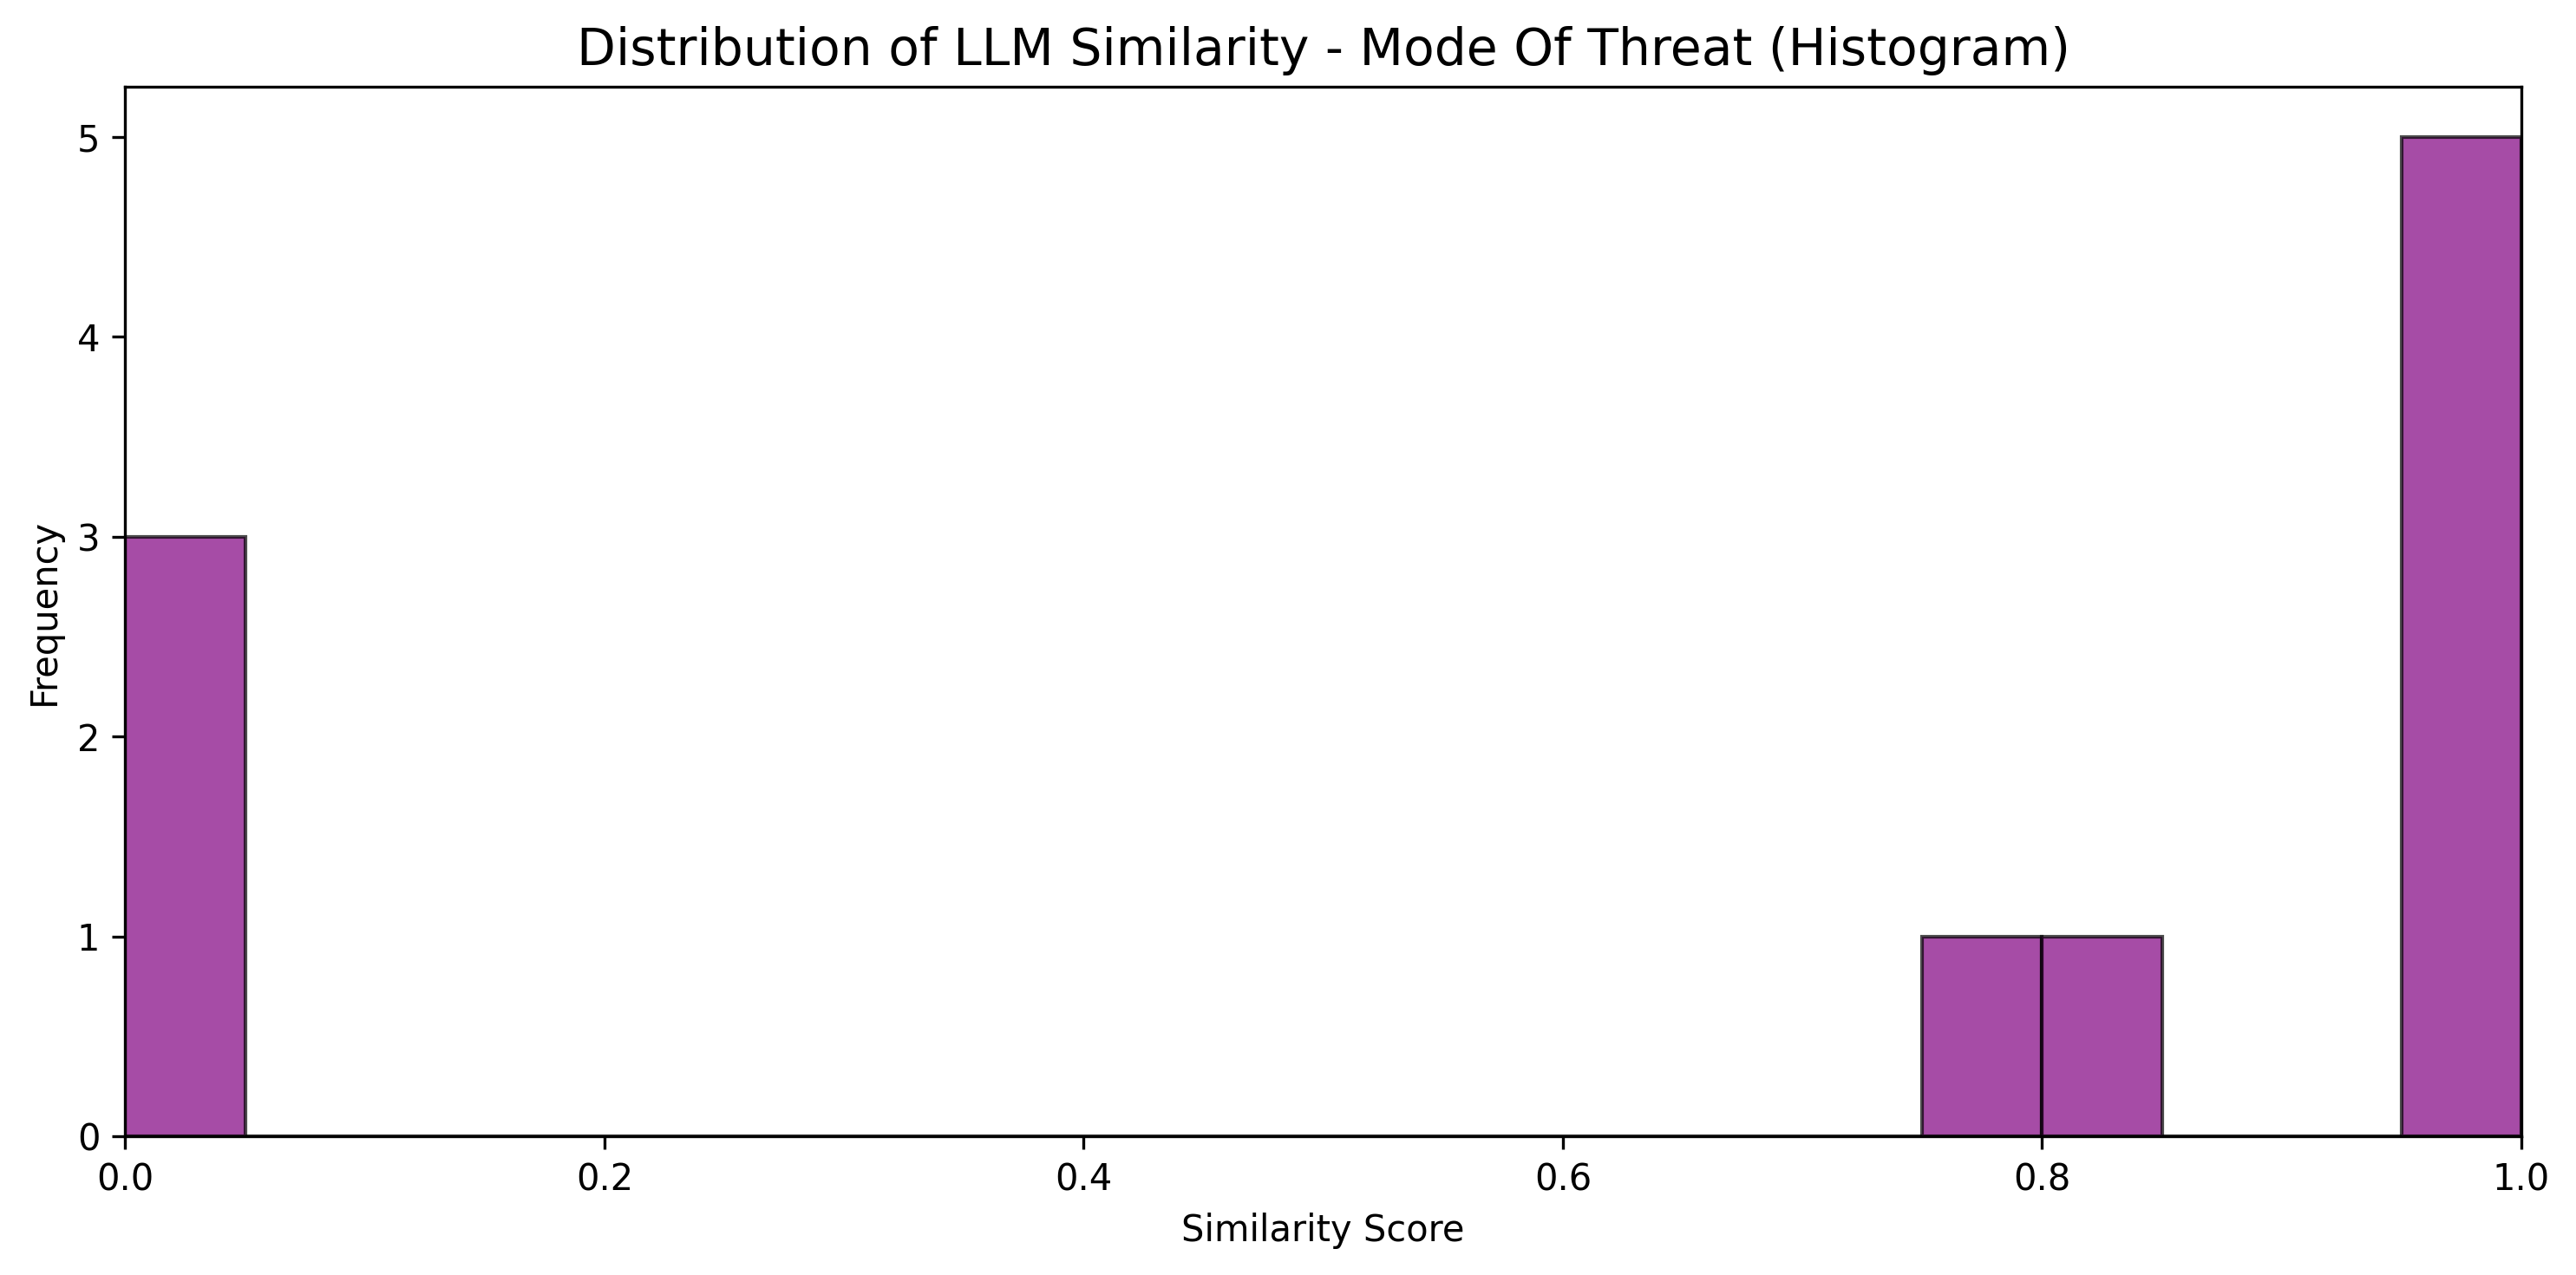 Distribution of LLM Similarity - Mode Of Threat (Histogram)
Frequency
5
4
3
2
1
0
0.0 0.2 0.4 0.6 0.8 1.0
Similarity Score